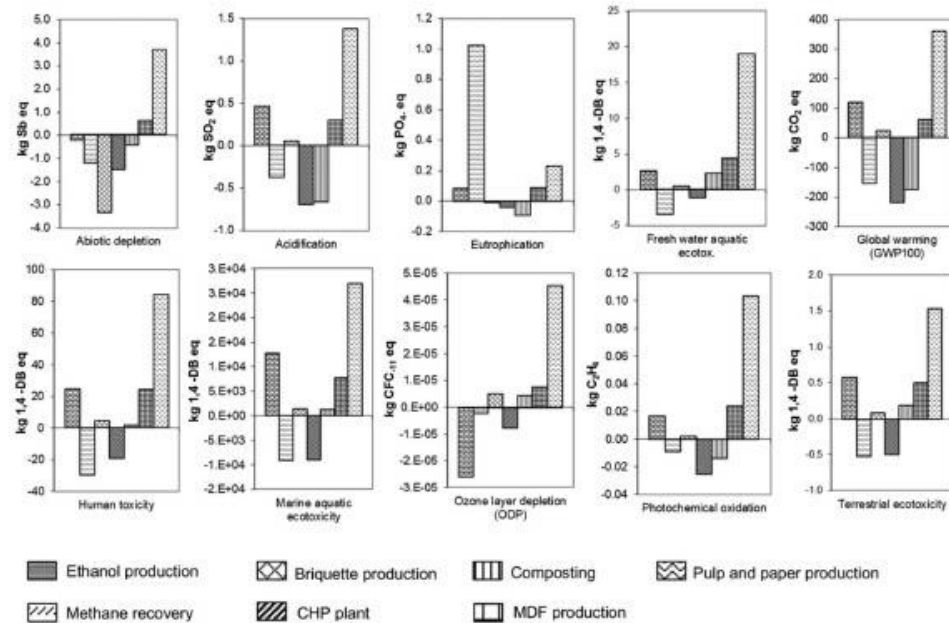 kg Sb eq
5.0
4.0
3.0
2.0
1.0
0.0
-1.0
-2.0
-3.0
-4.0
Abiotic depletion
kg SO2 eq
1.5
1.0
0.5
0.0
-0.5
-1.0
Acidification
kg PO4. eq
1.2
1.0
0.8
0.6
0.4
0.2
0.0
-0.2
Eutrophication
kg 1,4 -DB eq
25
20
15
10
5
0
-5
Fresh water aquatic
ecotox.
kg CO2 eq
400
300
200
100
0
-100
-200
-300
Global warming
(GWP100)
kg 1,4 -DB eq
100
80
60
40
20
0
-20
-40
Human toxicity
kg 1,4 -DB eq
3.E+04
3.E+04
2.E+04
2.E+04
1.E+04
5.E+03
0.E+00
-5.E+03
-1.E+04
-2.E+04
Marine aquatic
ecotoxicity
kg CFC-11 eq
5.E-05
4.E-05
3.E-05
2.E-05
1.E-05
0.E+00
-1.E-05
-2.E-05
-3.E-05
Ozone layer depletion
(ODP)
kg C2H6
0.12
0.10
0.08
0.06
0.04
0.02
0.00
-0.02
-0.04
Photochemical oxidation
kg 1,4 -DB eq
2.0
1.5
1.0
0.5
0.0
-0.5
-1.0
Terrestrial ecotoxicity
Ethanol production
Briquette production
Composting
Pulp and paper production
Methane recovery
CHP plant
MDF production